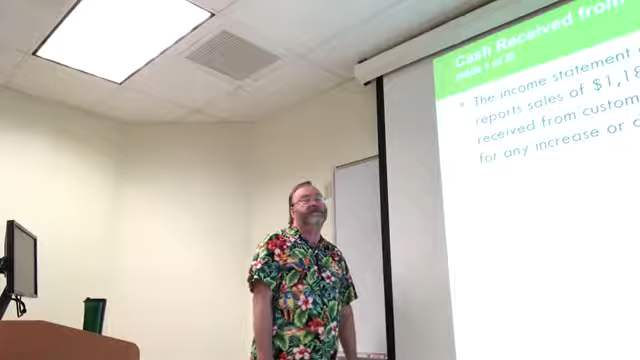 Cash Received from
(slide 1 of 2)
• The income statement
reports sales of $1,18
received from custom
for any increase or